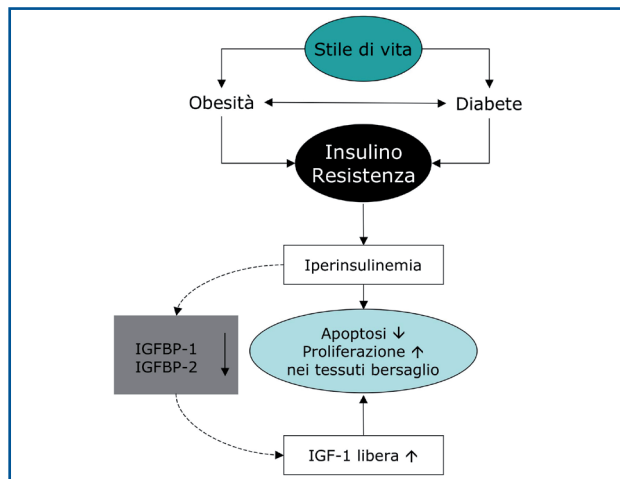 Stile di vita
Obesità
Diabete
Insulino
Resistenza
Iperinsulinemia
IGFBP-1
IGFBP-2
Apoptosi ↓
Proliferazione ↑
nei tessuti bersaglio
IGF-1 libera ↑